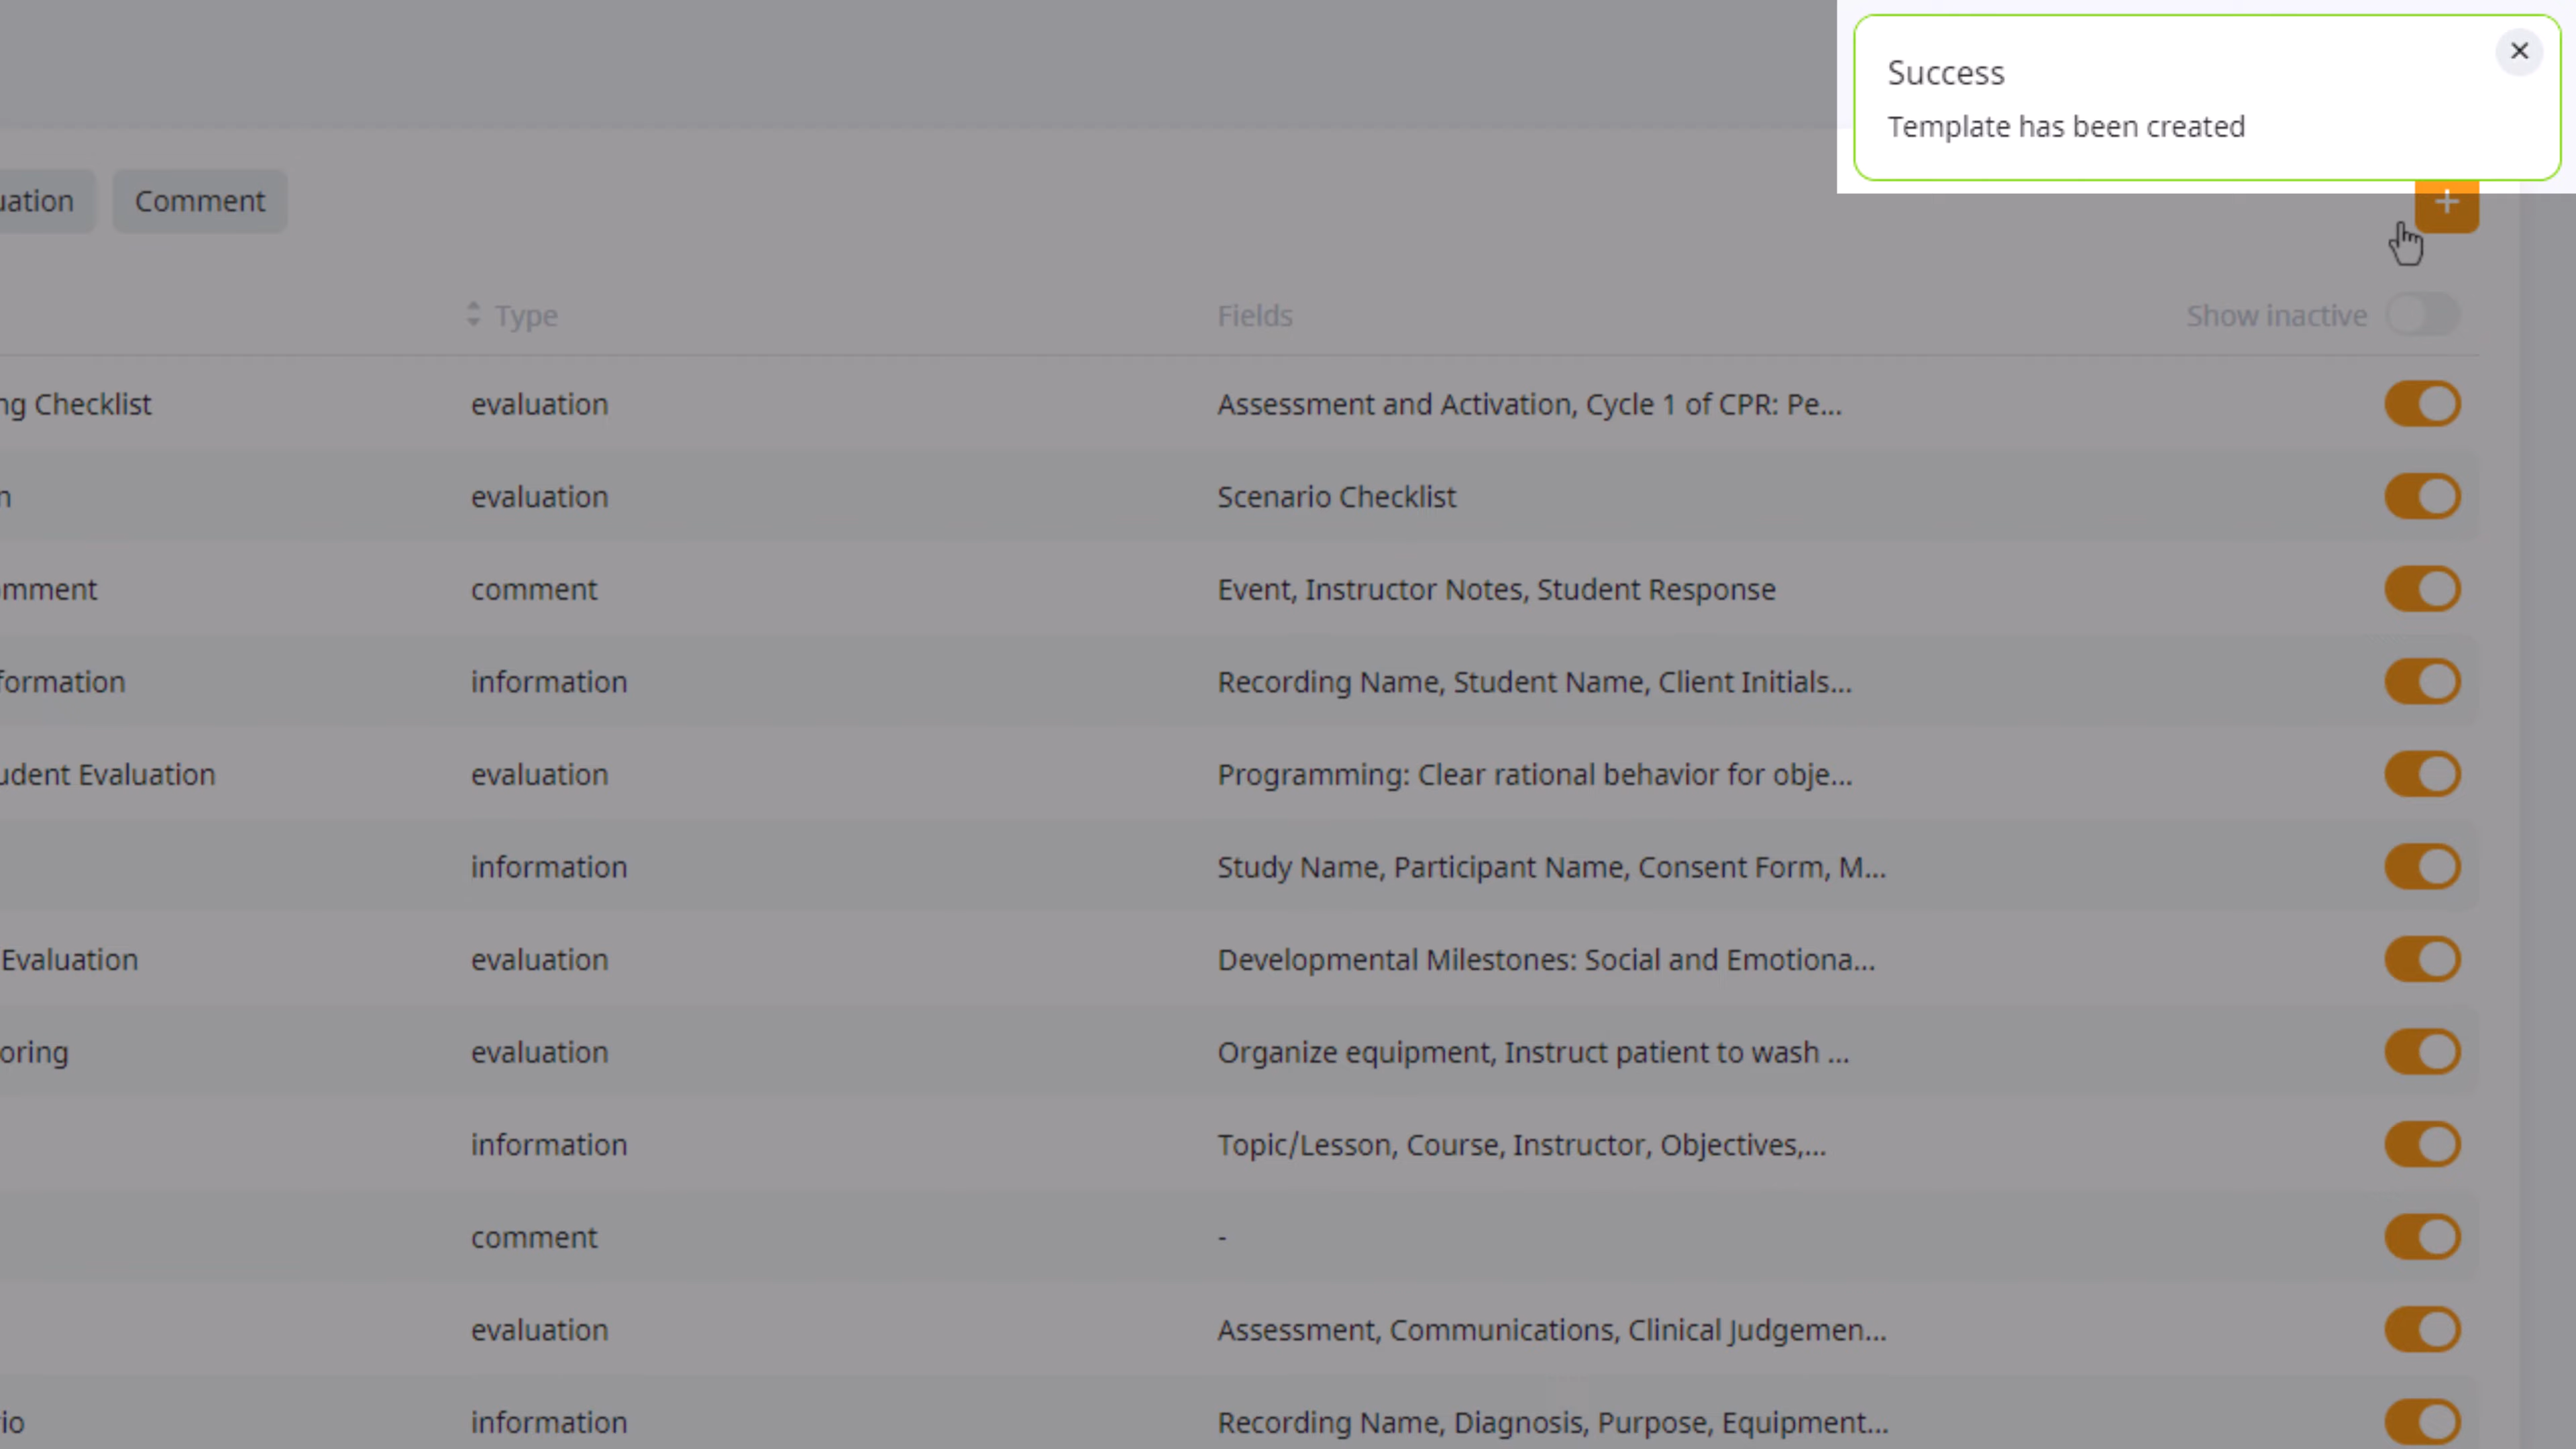 Success
Template has been created
uation Comment
Type Fields Show inactive
ng Checklist evaluation Assessment and Activation, Cycle 1 of CPR: Pe...
n evaluation Scenario Checklist
mment comment Event, Instructor Notes, Student Response
formation information Recording Name, Student Name, Client Initials...
udent Evaluation evaluation Programming: Clear rational behavior for obje...
information Study Name, Participant Name, Consent Form, M...
Evaluation evaluation Developmental Milestones: Social and Emotiona...
oring evaluation Organize equipment, Instruct patient to wash ...
information Topic/Lesson, Course, Instructor, Objectives,...
comment -
evaluation Assessment, Communications, Clinical Judgemen...
io information Recording Name, Diagnosis, Purpose, Equipment...